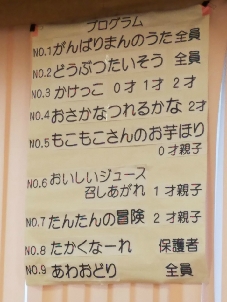 プログラム
NO.1 がんばりまんのうた 全員
NO.2 どうぶつたいそう 全員
NO.3 かけっこ 0才 1才 2才
NO.4 おさかなつれるかな 2才
NO.5 もこもこさんのお芋ほり
0才親子
NO.6 おいしいジュース
召しあがれ 1才親子
NO.7 たんたんの冒険 2才親子
NO.8 たかくなーれ 保護者
NO.9 あわおどり 全員